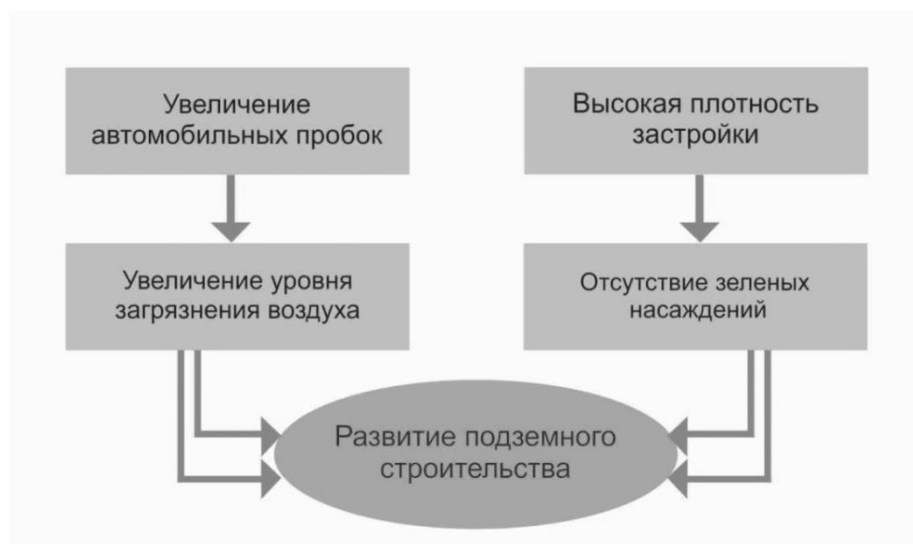 Увеличение
автомобильных пробок
Высокая плотность
застройки
Увеличение уровня
загрязнения воздуха
Отсутствие зеленых
насаждений
Развитие подземного
строительства